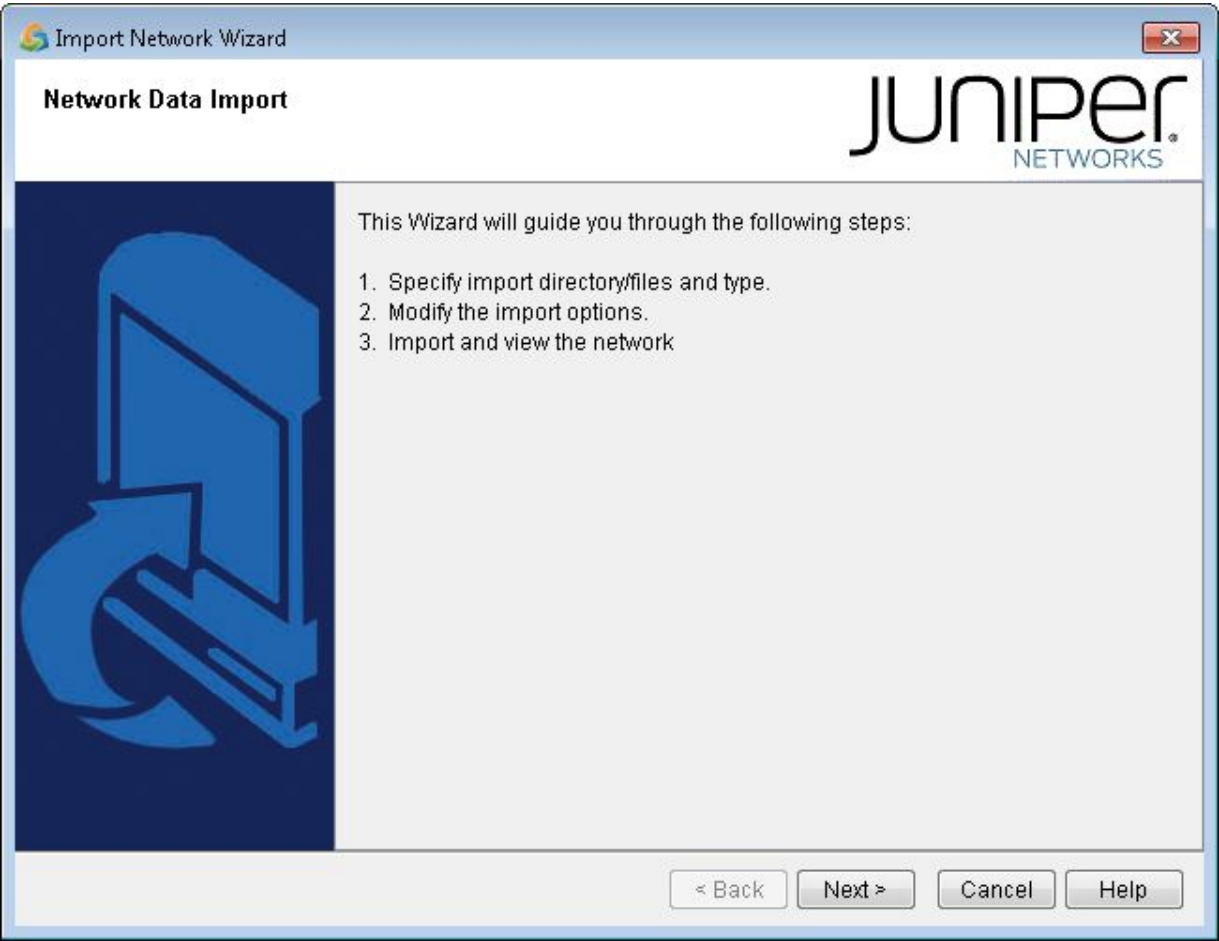 Import Network Wizard
Network Data Import
JUNIPER
NETWORKS
This Wizard will guide you through the following steps:
1. Specify import directory/files and type.
2. Modify the import options.
3. Import and view the network
< Back
Next >
Cancel
Help